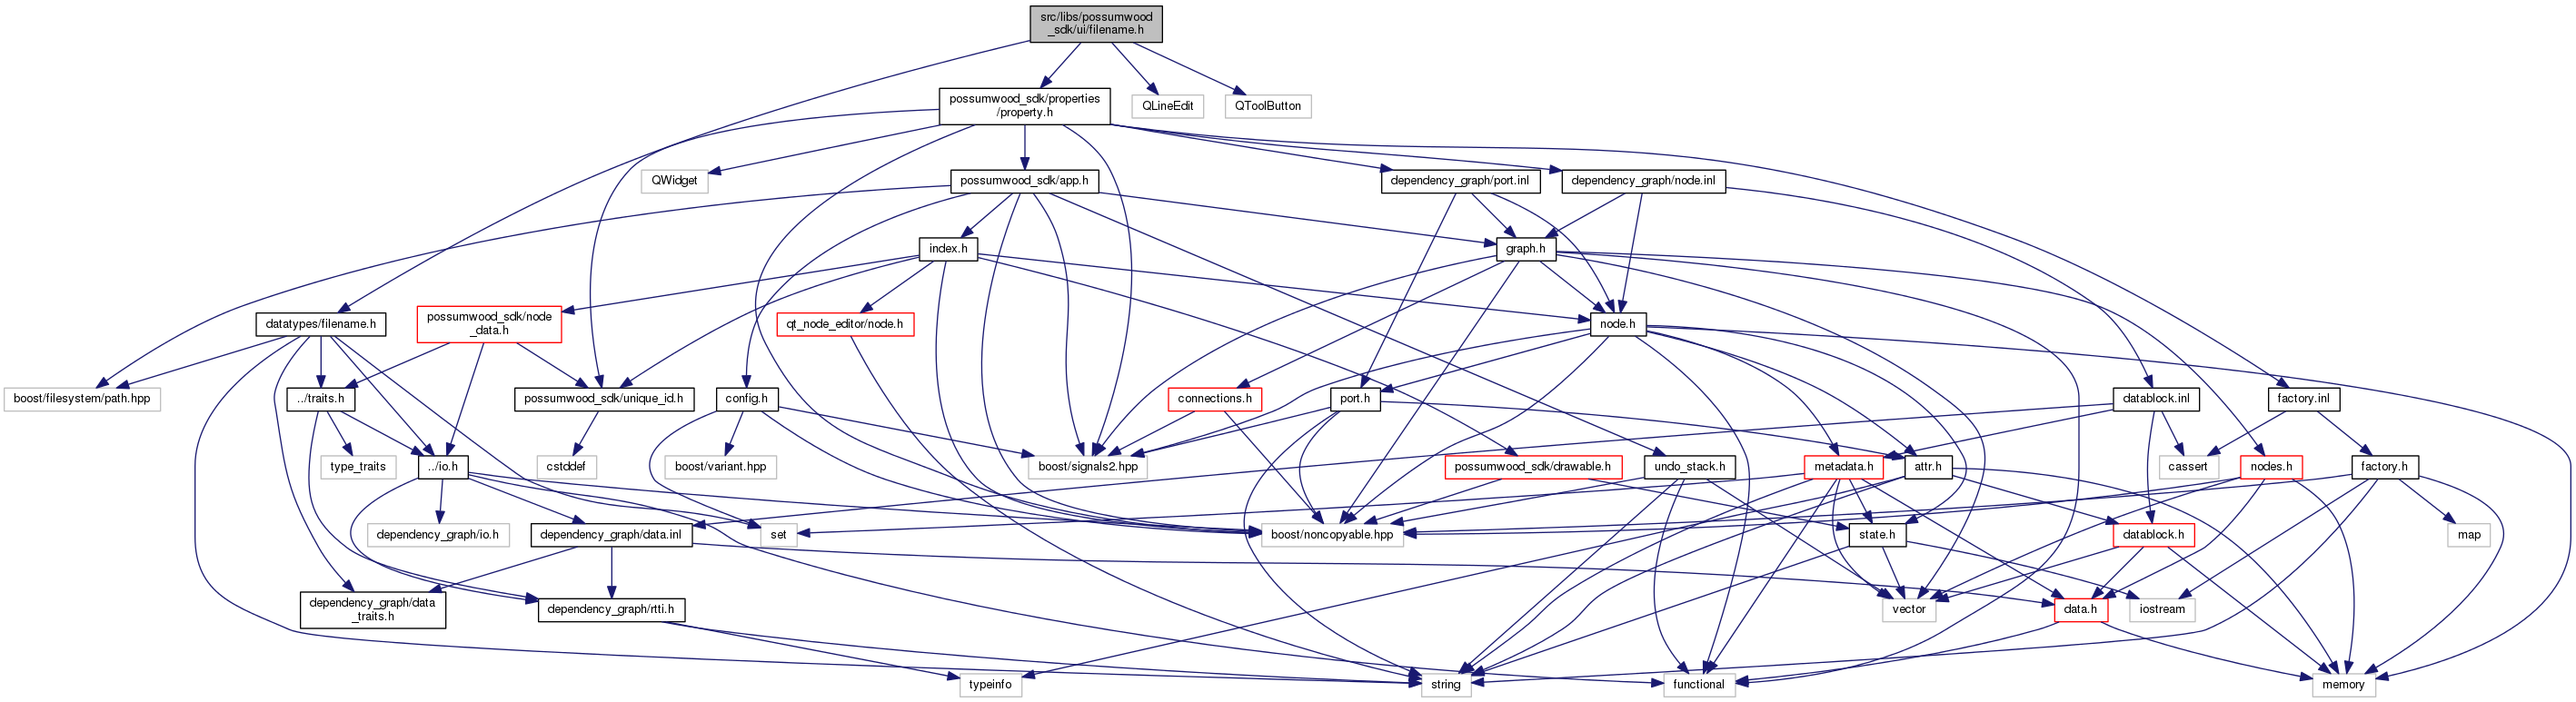 src/libs/possumwood
_sdk/ui/filename.h
possumwood_sdk/properties
/property.h
QLineEdit
QToolButton
QWidget
possumwood_sdk/app.h
dependency_graph/port.inl
dependency_graph/node.inl
index.h
graph.h
datatypes/filename.h
possumwood_sdk/node
_data.h
qt_node_editor/node.h
node.h
boost/filesystem/path.hpp
../traits.h
possumwood_sdk/unique_id.h
config.h
connections.h
port.h
datablock.inl
factory.inl
type_traits
../io.h
cstddef
boost/variant.hpp
boost/signals2.hpp
possumwood_sdk/drawable.h
undo_stack.h
metadata.h
attr.h
cassert
nodes.h
factory.h
dependency_graph/io.h
dependency_graph/data.inl
set
boost/noncopyable.hpp
state.h
datablock.h
map
dependency_graph/data
_traits.h
dependency_graph/rtti.h
vector
data.h
iostream
typeinfo
string
functional
memory